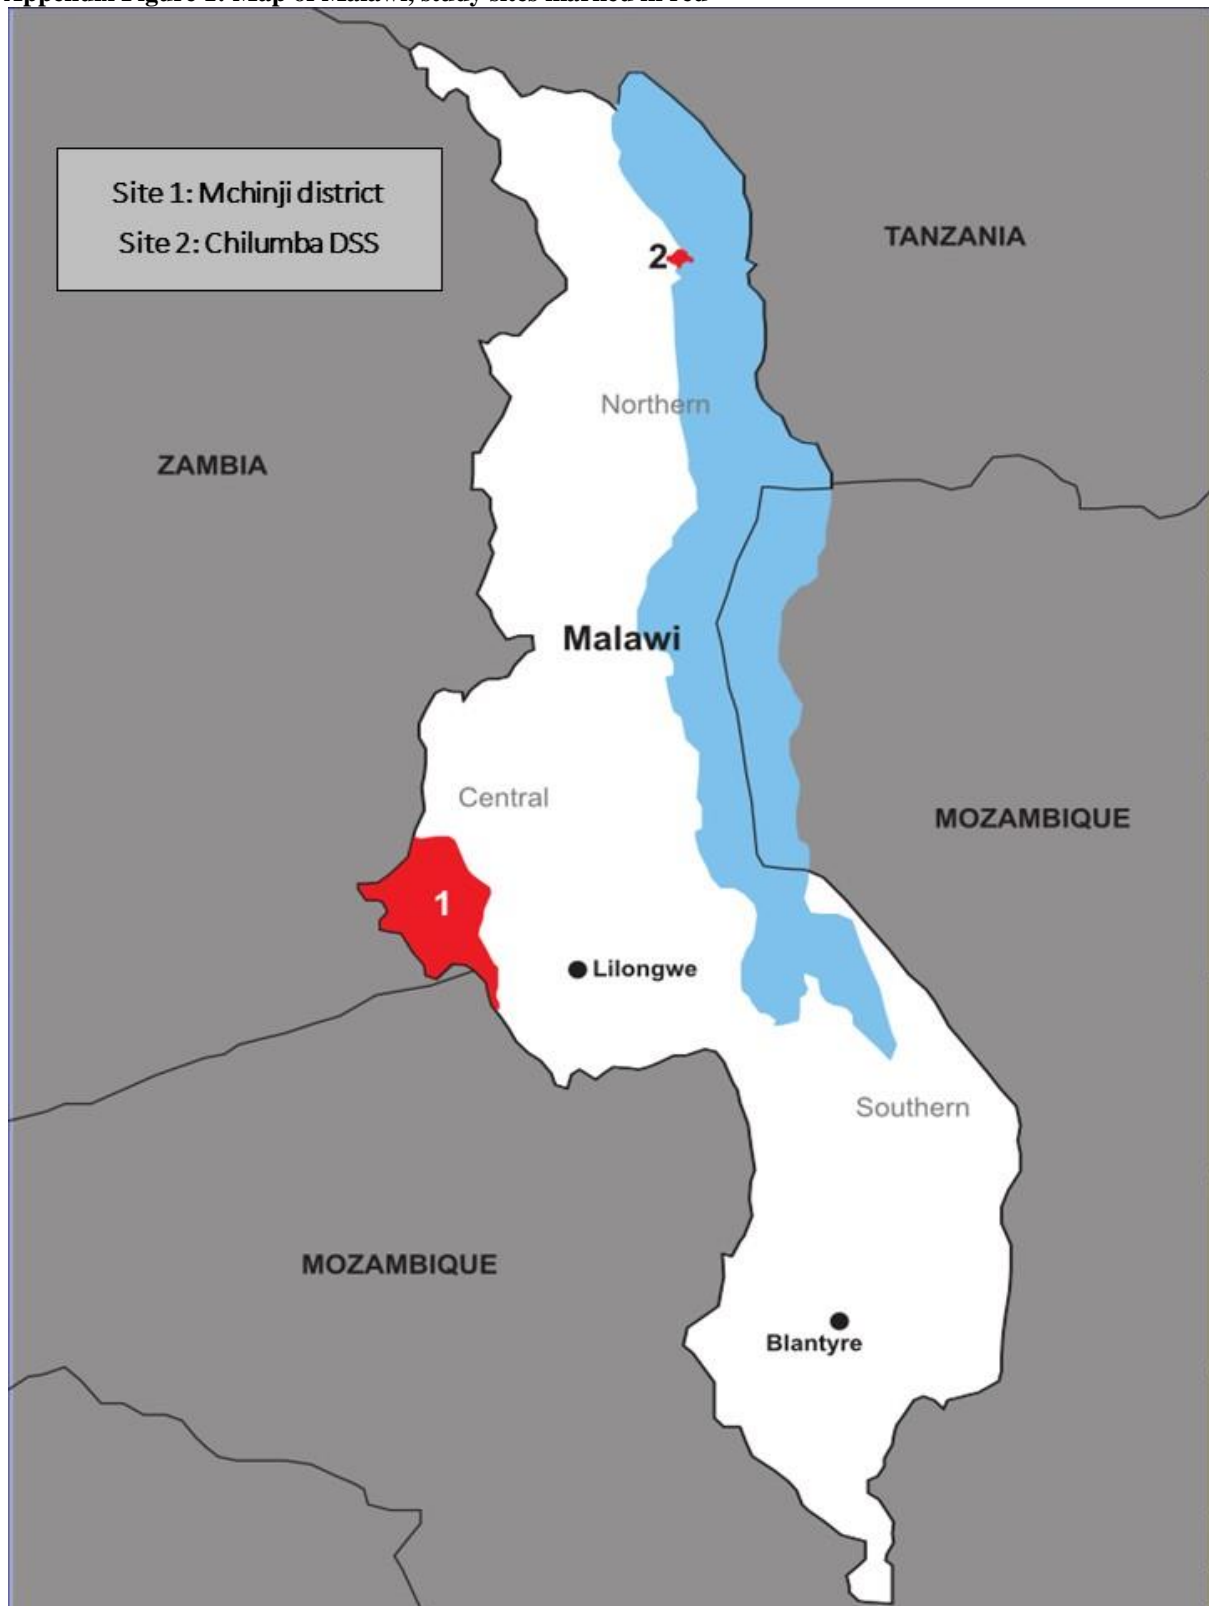 Site 1: Mchinji district
Site 2: Chilumba DSS
TANZANIA
2
Northern
ZAMBIA
Malawi
Central
MOZAMBIQUE
1
Lilongwe
Southern
MOZAMBIQUE
Blantyre